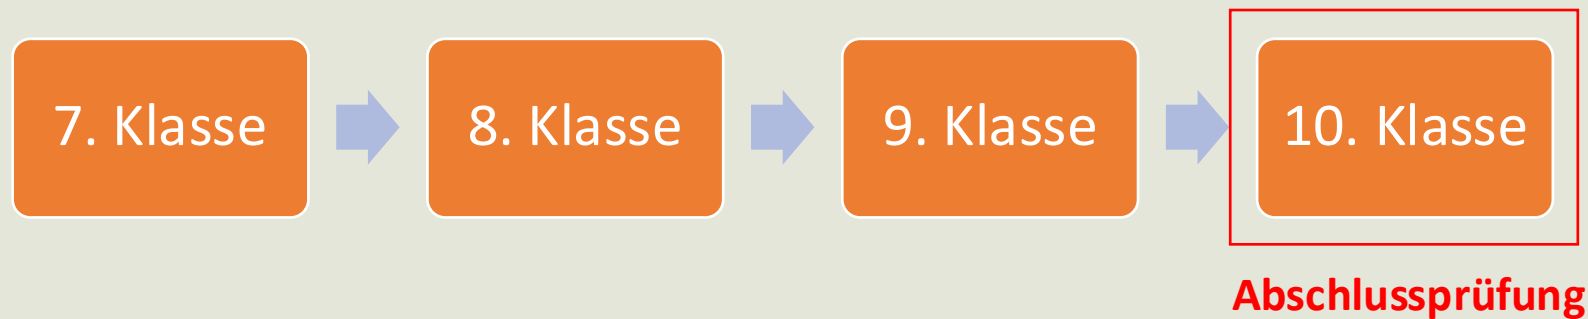 7. Klasse
8. Klasse
9. Klasse
10. Klasse
Abschlussprüfung